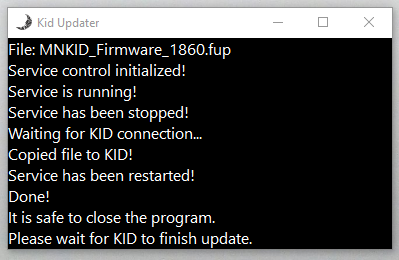 Kid Updater
File: MNKID_Firmware_1860.fup
Service control initialized!
Service is running!
Service has been stopped!
Waiting for KID connection...
Copied file to KID!
Service has been restarted!
Done!
It is safe to close the program.
Please wait for KID to finish update.